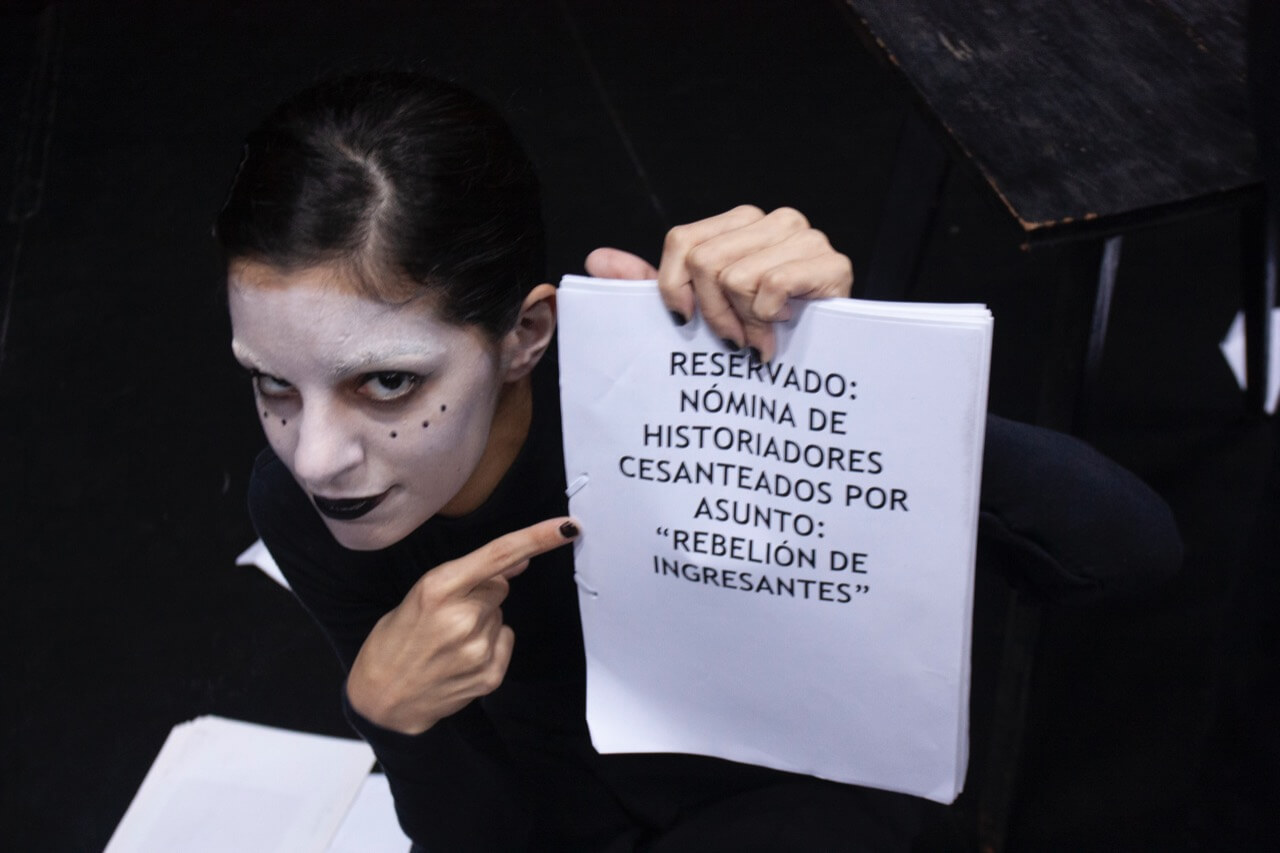 RESERVADO:
NÓMINA DE
HISTORIADORES
CESANTEADOS POR
ASUNTO:
“REBELIÓN DE
INGRESANTES”